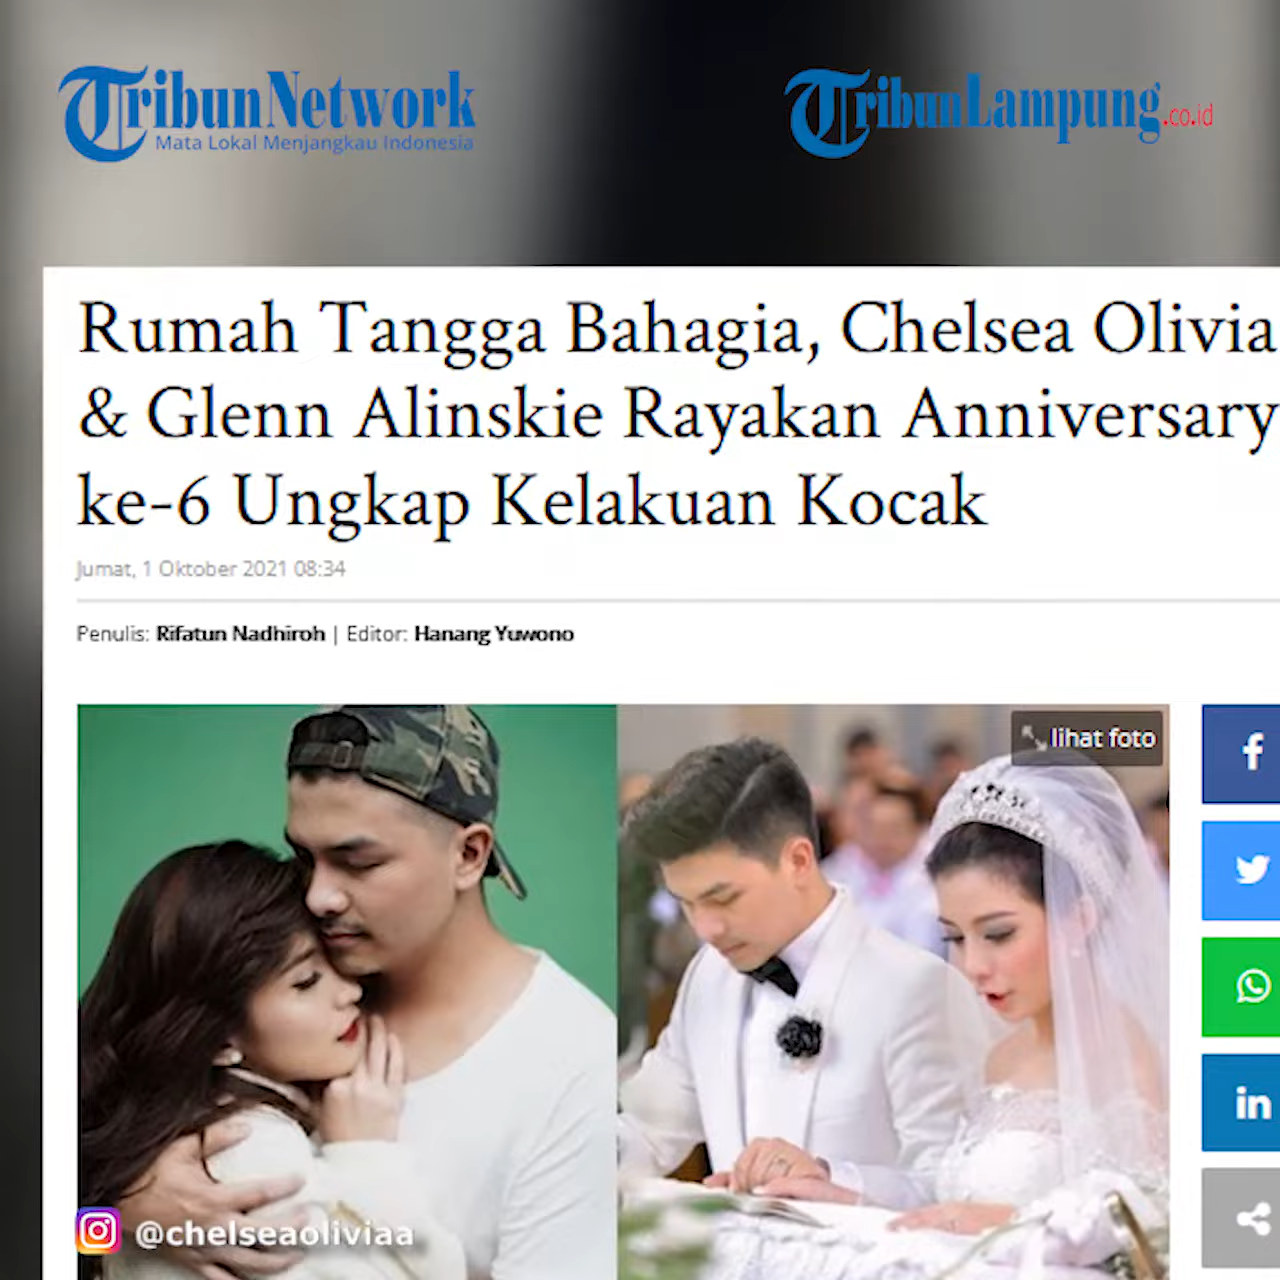 TribunNetwork
Mata Lokal Menjangkau Indonesia
TribunLampung.co.id
Rumah Tangga Bahagia, Chelsea Olivia
& Glenn Alinskie Rayakan Anniversary
ke-6 Ungkap Kelakuan Kocak
Jumat, 1 Oktober 2021 08:34
Penulis: Rifatun Nadhiroh | Editor: Hanang Yuwono
lihat foto
f
in
@chelseaoliviaa